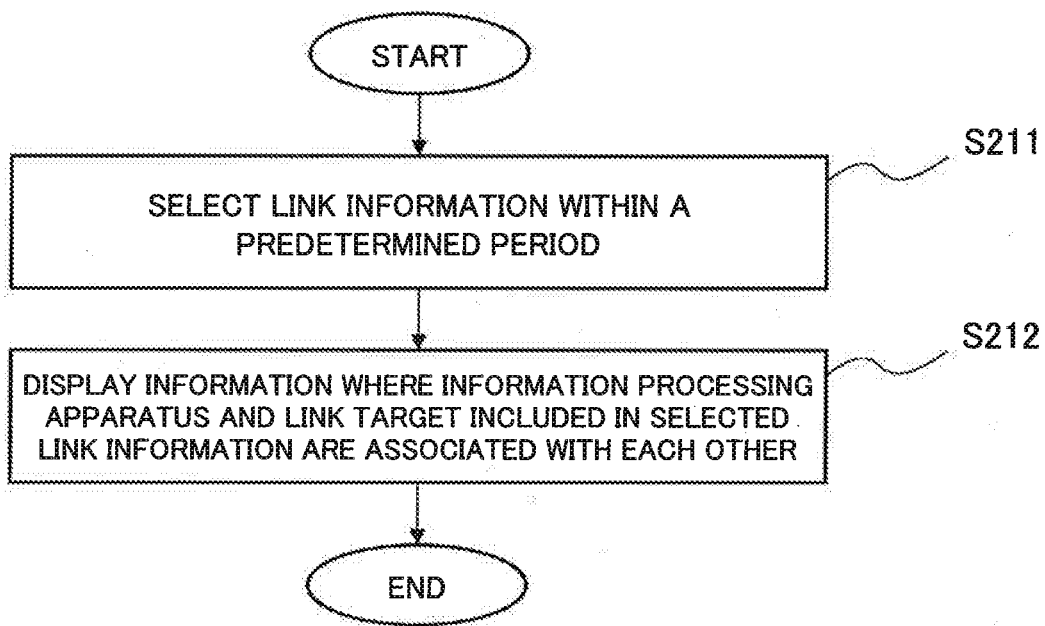 START
S211
SELECT LINK INFORMATION WITHIN A
PREDETERMINED PERIOD
S212
DISPLAY INFORMATION WHERE INFORMATION PROCESSING
APPARATUS AND LINK TARGET INCLUDED IN SELECTED
LINK INFORMATION ARE ASSOCIATED WITH EACH OTHER
END